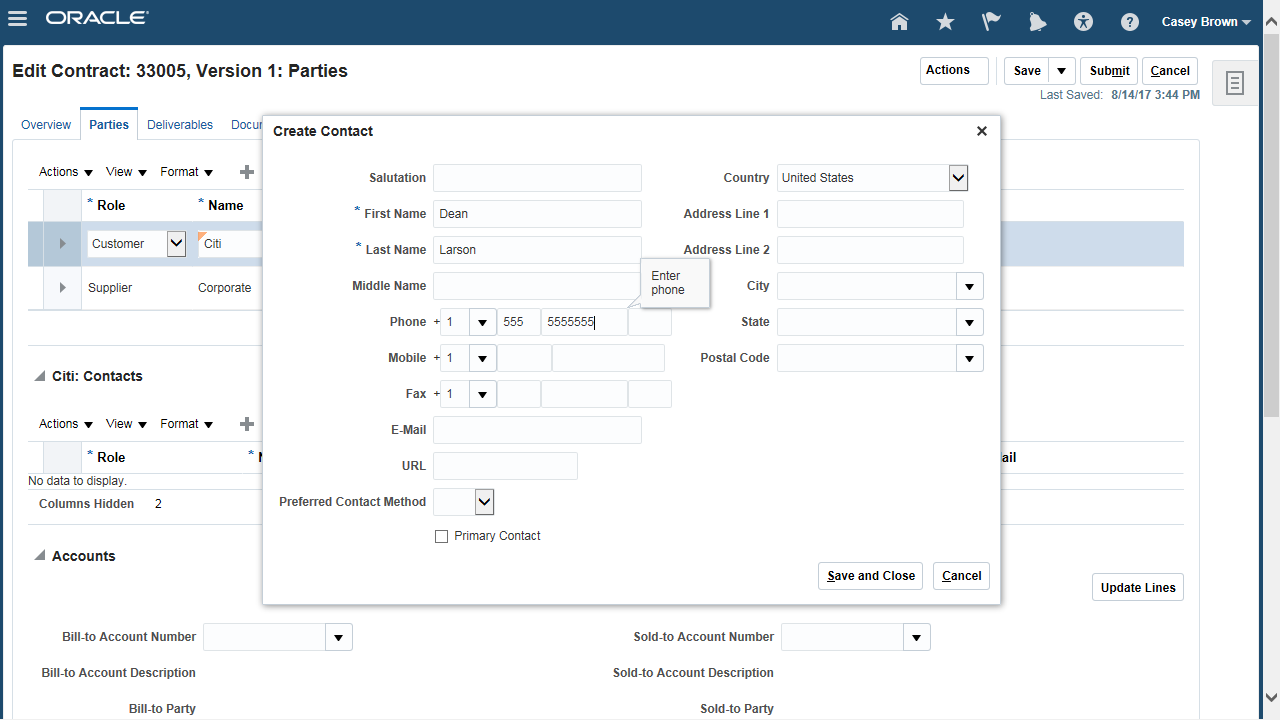 ORACLE
Casey Brown
Edit Contract: 33005, Version 1: Parties
Actions
Save
Submit
Cancel
Last Saved: 8/14/17 3:44 PM
Overview
Parties
Deliverables
Docu
Actions View Format
* Role * Name
Customer Citi
Supplier Corporate
Citi: Contacts
Actions View Format
* Role *
ail
No data to display.
Columns Hidden 2
Accounts
Update Lines
Bill-to Account Number
Sold-to Account Number
Bill-to Account Description
Sold-to Account Description
Bill-to Party
Sold-to Party
Create Contact
Salutation
* First Name Dean
* Last Name Larson
Middle Name
Phone +1 555 5555555
Mobile +1
Fax +1
E-Mail
URL
Preferred Contact Method
Primary Contact
Enter
phone
Country United States
Address Line 1
Address Line 2
City
State
Postal Code
Save and Close
Cancel